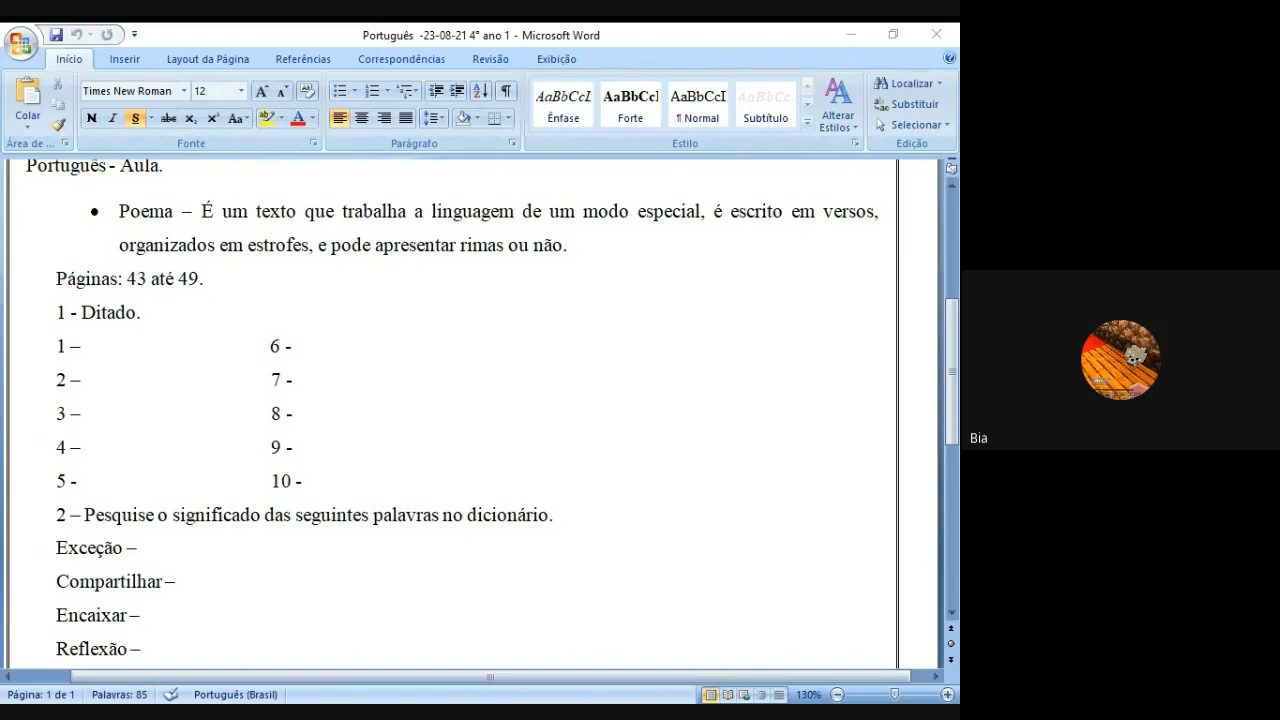 Português -23-08-21 4° ano 1 - Microsoft Word
Início Inserir Layout da Página Referências Correspondências Revisão Exibição
Colar
Times New Roman 12
N I S abc x₂ x² Aa A
AaBbCcI AaBbCcI AaBbCcI AaBbCc.
Ênfase Forte ¶ Normal Subtítulo
Alterar Estilos
Localizar
Substituir
Selecionar
Área de ... Fonte Parágrafo Estilo Edição
Português - Aula.
• Poema – É um texto que trabalha a linguagem de um modo especial, é escrito em versos,
organizados em estrofes, e pode apresentar rimas ou não.
Páginas: 43 até 49.
1 - Ditado.
1 – 6 -
2 – 7 -
3 – 8 -
4 – 9 -
5 - 10 -
2 – Pesquise o significado das seguintes palavras no dicionário.
Exceção –
Compartilhar –
Encaixar –
Reflexão –
Bia
Página: 1 de 1 Palavras: 85 Português (Brasil) 130%